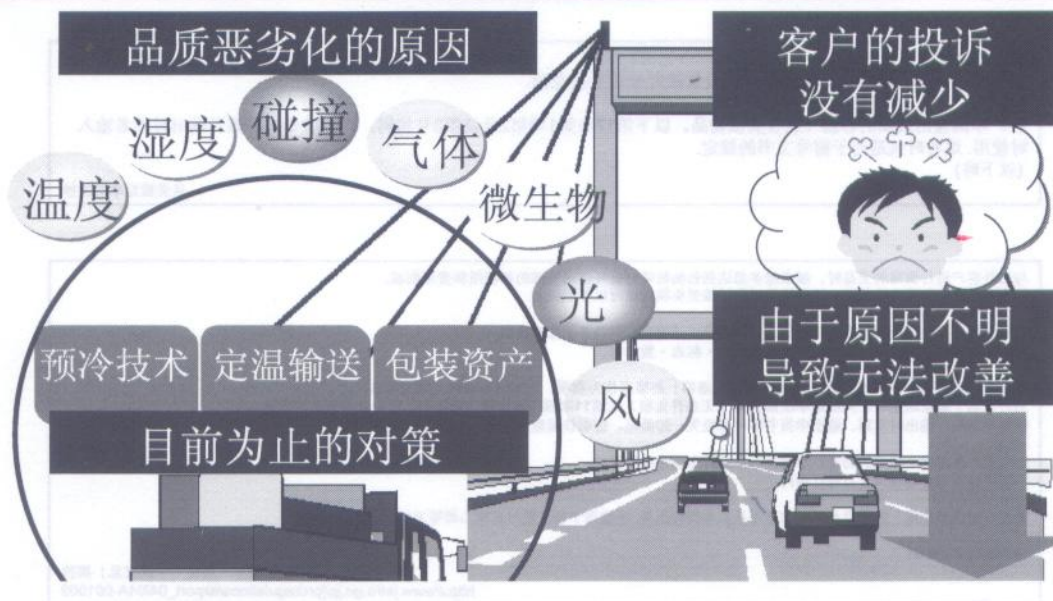 品质恶劣化的原因
温度
湿度
碰撞
气体
微生物
光
风
预冷技术
定温输送
包装资产
目前为止的对策
客户的投诉
没有减少
由于原因不明
导致无法改善